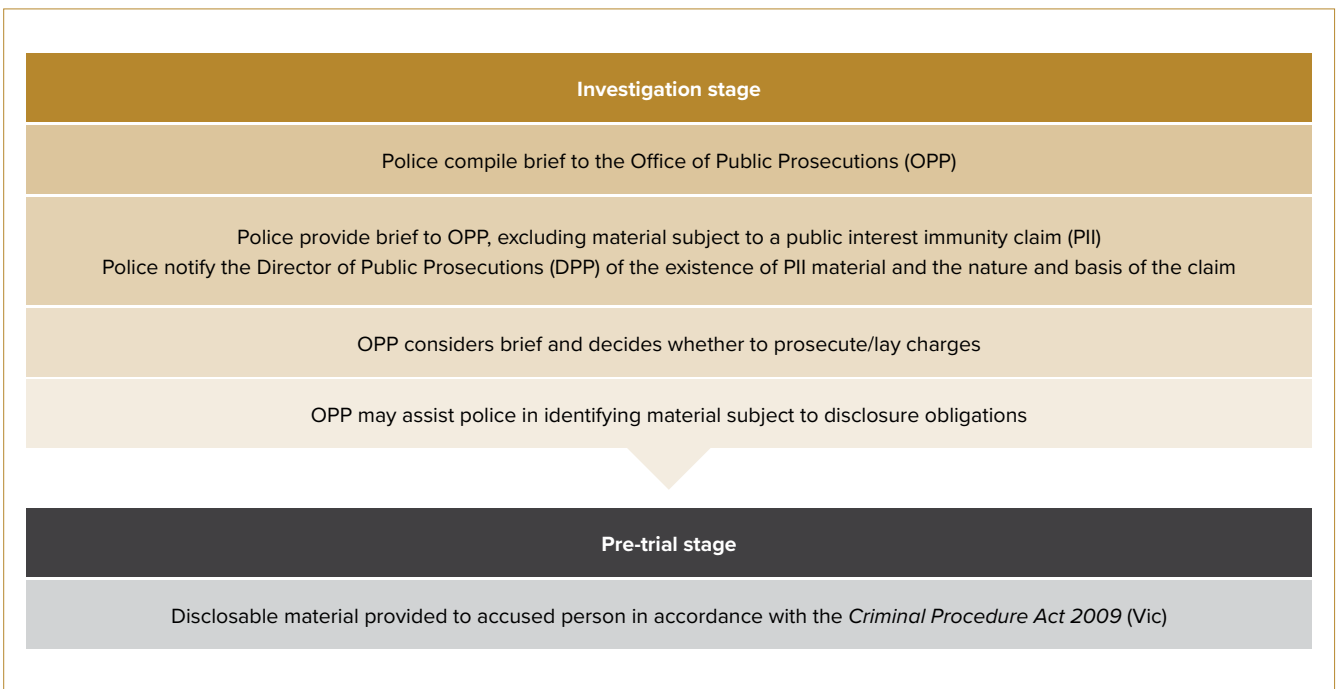 Investigation stage
Police compile brief to the Office of Public Prosecutions (OPP)
Police provide brief to OPP, excluding material subject to a public interest immunity claim (PII)
Police notify the Director of Public Prosecutions (DPP) of the existence of PII material and the nature and basis of the claim
OPP considers brief and decides whether to prosecute/lay charges
OPP may assist police in identifying material subject to disclosure obligations
Pre-trial stage
Disclosable material provided to accused person in accordance with the Criminal Procedure Act 2009 (Vic)